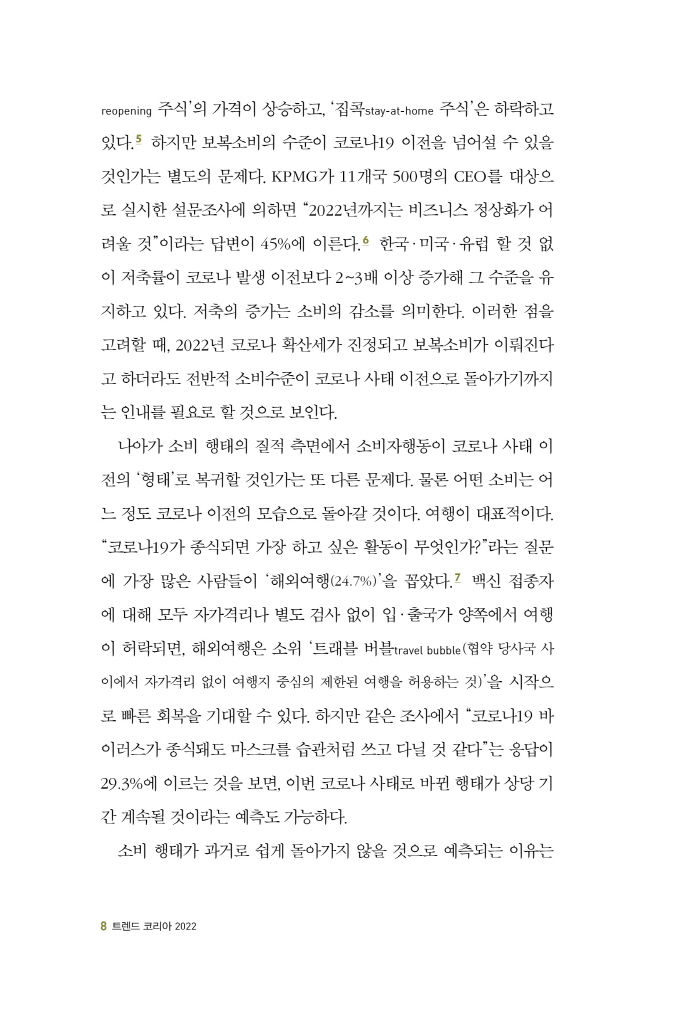 reopening 주식’의 가격이 상승하고, ‘집콕stay-at-home 주식’은 하락하고
있다.5 하지만 보복소비의 수준이 코로나19 이전을 넘어설 수 있을
것인가는 별도의 문제다. KPMG가 11개국 500명의 CEO를 대상으
로 실시한 설문조사에 의하면 “2022년까지는 비즈니스 정상화가 어
려울 것”이라는 답변이 45%에 이른다.6 한국·미국·유럽 할 것 없
이 저축률이 코로나 발생 이전보다 2~3배 이상 증가해 그 수준을 유
지하고 있다. 저축의 증가는 소비의 감소를 의미한다. 이러한 점을
고려할 때, 2022년 코로나 확산세가 진정되고 보복소비가 이뤄진다
고 하더라도 전반적 소비수준이 코로나 사태 이전으로 돌아가기까지
는 인내를 필요로 할 것으로 보인다.
나아가 소비 행태의 질적 측면에서 소비자행동이 코로나 사태 이
전의 ‘형태’로 복귀할 것인가는 또 다른 문제다. 물론 어떤 소비는 어
느 정도 코로나 이전의 모습으로 돌아갈 것이다. 여행이 대표적이다.
“코로나19가 종식되면 가장 하고 싶은 활동이 무엇인가?”라는 질문
에 가장 많은 사람들이 ‘해외여행(24.7%)’을 꼽았다.7 백신 접종자
에 대해 모두 자가격리나 별도 검사 없이 입·출국가 양쪽에서 여행
이 허락되면, 해외여행은 소위 ‘트래블 버블travel bubble(협약 당사국 사
이에서 자가격리 없이 여행지 중심의 제한된 여행을 허용하는 것)’을 시작으
로 빠른 회복을 기대할 수 있다. 하지만 같은 조사에서 “코로나19 바
이러스가 종식돼도 마스크를 습관처럼 쓰고 다닐 것 같다”는 응답이
29.3%에 이르는 것을 보면, 이번 코로나 사태로 바뀐 행태가 상당 기
간 계속될 것이라는 예측도 가능하다.
소비 행태가 과거로 쉽게 돌아가지 않을 것으로 예측되는 이유는
8 트렌드 코리아 2022